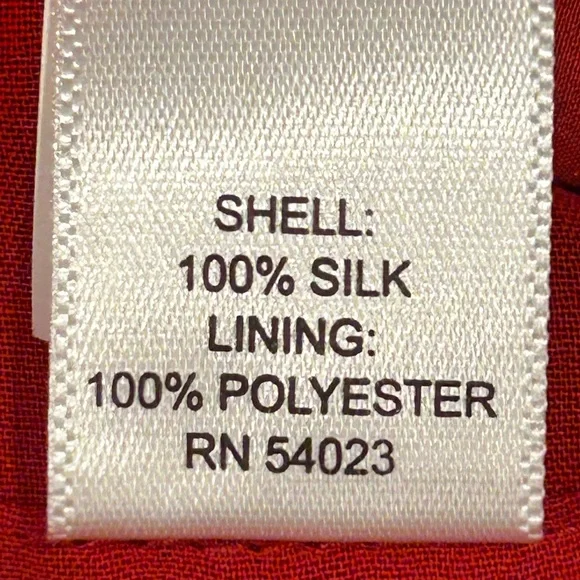 SHELL:
100% SILK
LINING:
100% POLYESTER
RN 54023